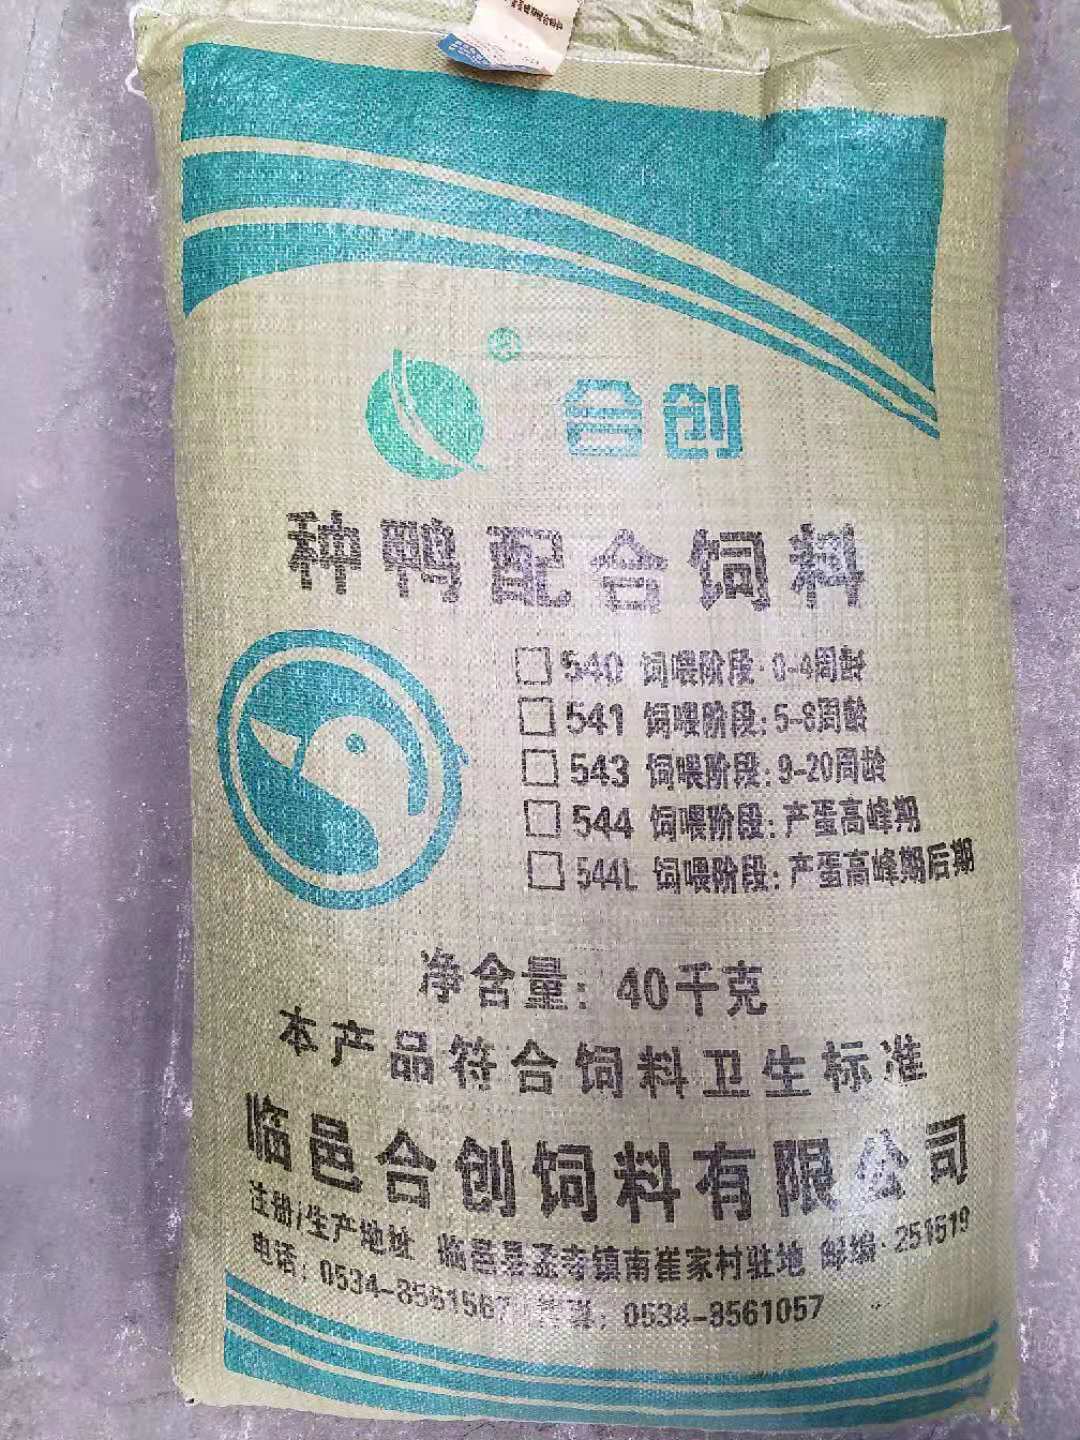 合创
种鸭配合饲料
540 饲喂阶段:0-4周龄
541 饲喂阶段:5-8周龄
543 饲喂阶段:9-20周龄
544 饲喂阶段:产蛋高峰期
544L 饲喂阶段:产蛋高峰期后期
净含量:40千克
本产品符合饲料卫生标准
临邑合创饲料有限公司
注册/生产地址 临邑县孟寺镇南崔家村驻地 邮编:251519
电话:0534-8561567 传真:0534-8561057